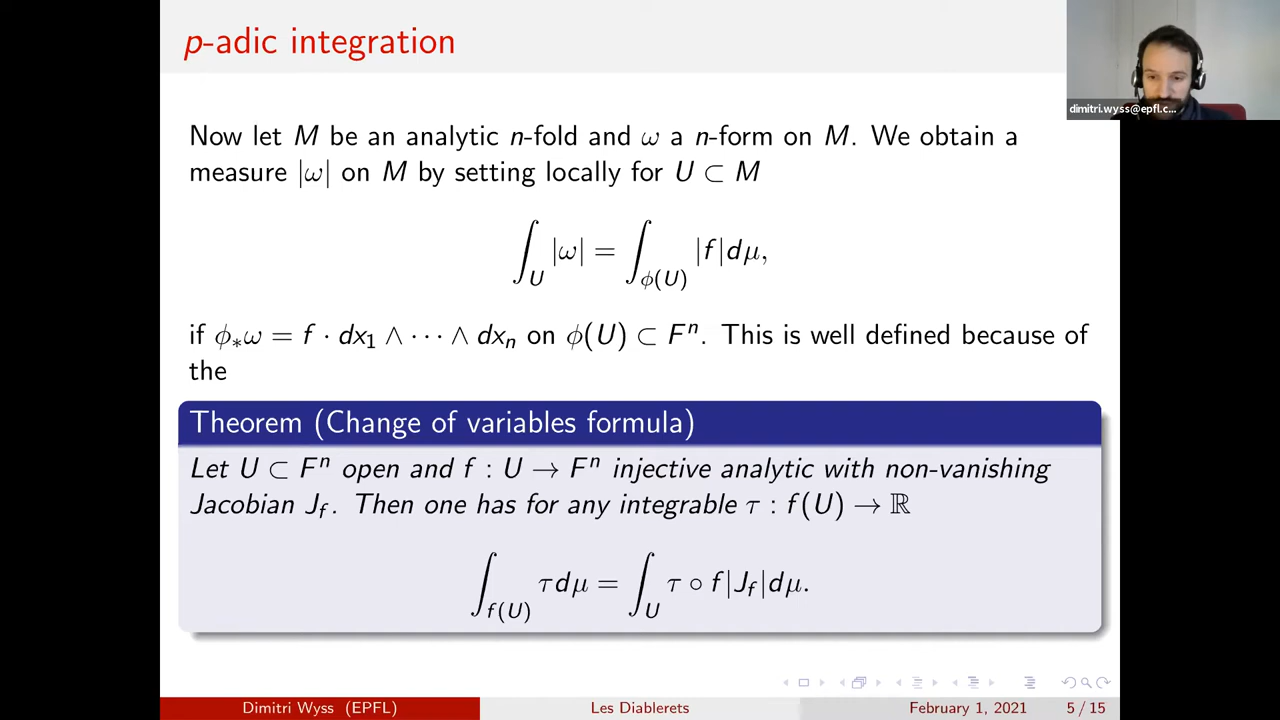 p-adic integration
dimitri.wyss@epfl.c...
Now let M be an analytic n-fold and ω a n-form on M. We obtain a
measure |ω| on M by setting locally for U ⊂ M
∫_U |ω| = ∫_{ϕ(U)} |f|dμ,
if ϕ_*ω = f · dx_1 ∧ ··· ∧ dx_n on ϕ(U) ⊂ F^n. This is well defined because of
the
Theorem (Change of variables formula)
Let U ⊂ F^n open and f : U → F^n injective analytic with non-vanishing
Jacobian J_f. Then one has for any integrable τ : f(U) → ℝ
∫_{f(U)} τdμ = ∫_U τ ∘ f|J_f|dμ.
Dimitri Wyss (EPFL) Les Diablerets February 1, 2021 5 / 15